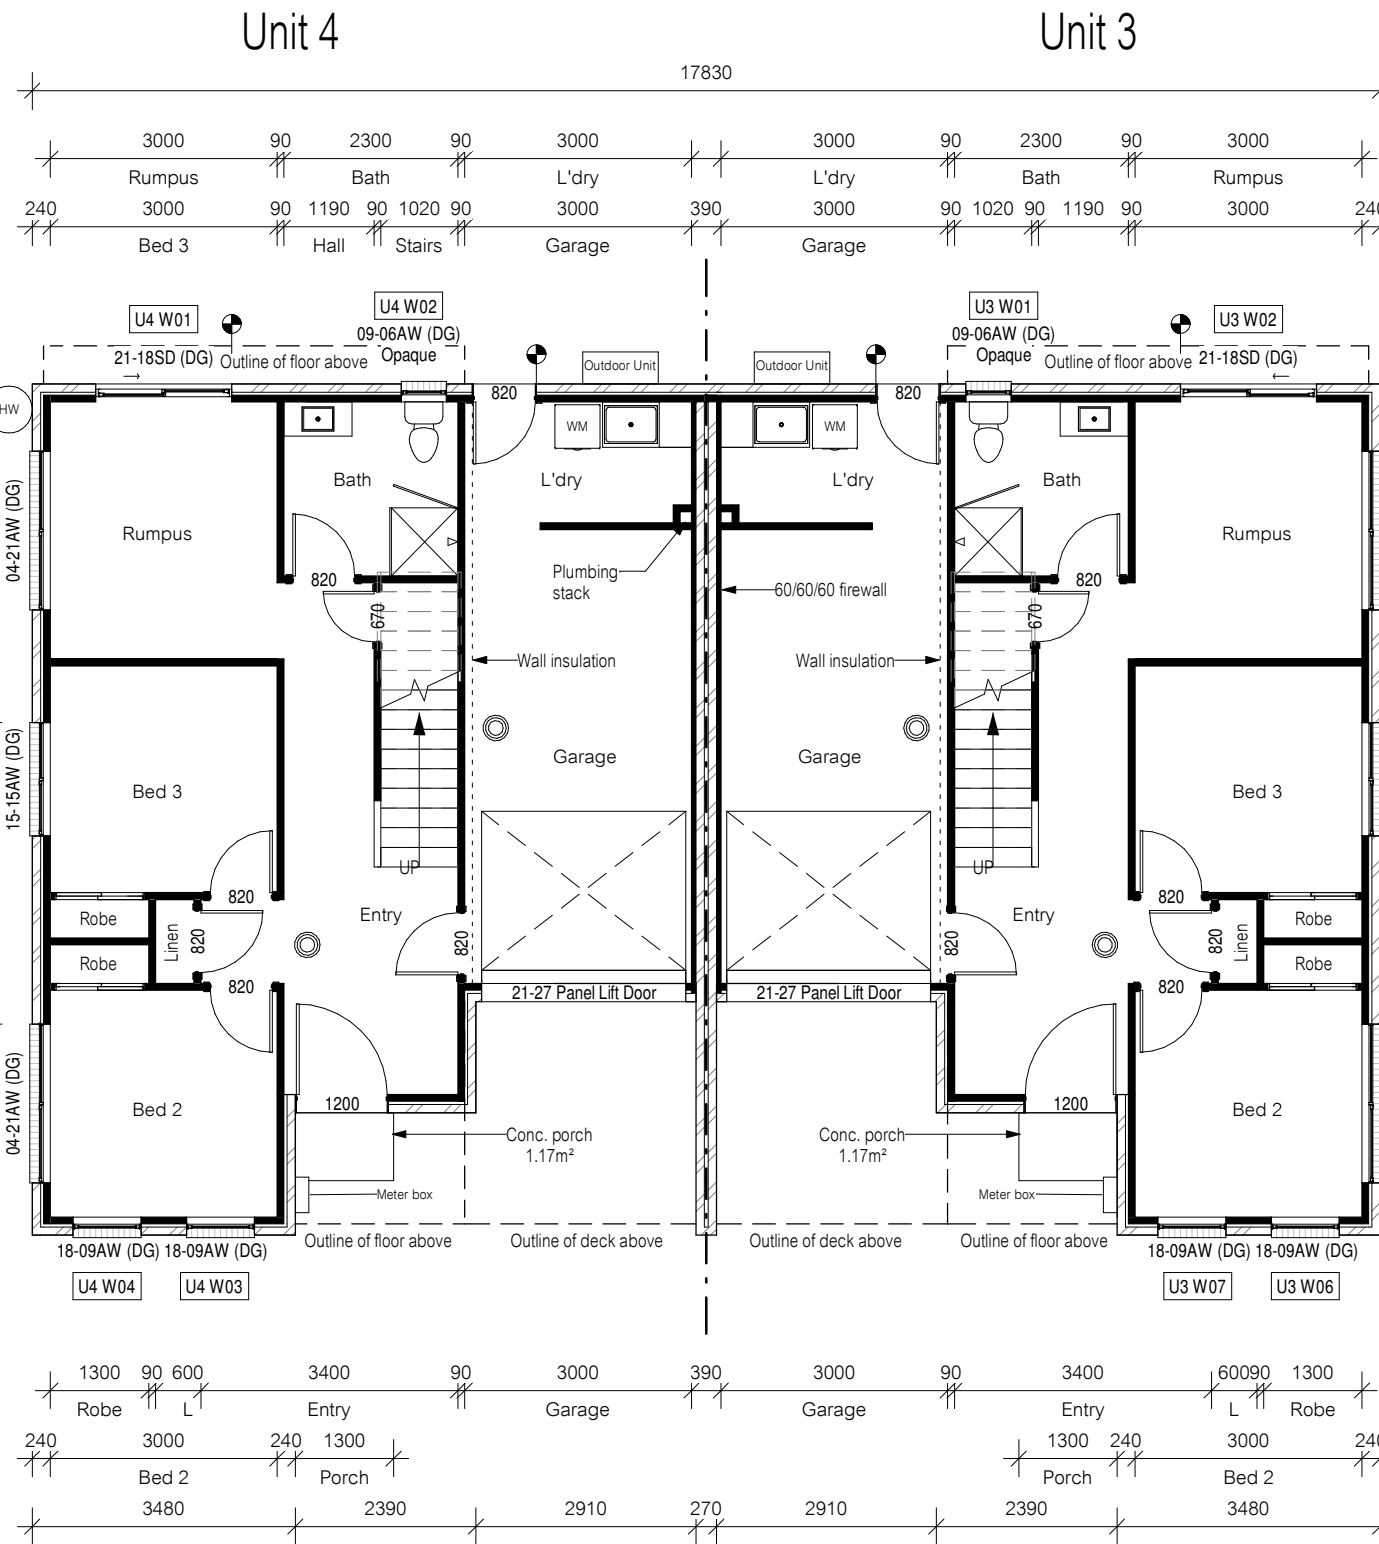 Unit 4 Unit 3
17830
3000 90 2300 90 3000 3000 90 2300 90 3000
Rumpus Bath L'dry L'dry Bath Rumpus
240 3000 90 1190 90 1020 90 3000 390 3000 90 1020 90 1190 90 3000 240
Bed 3 Hall Stairs Garage Garage
U4 W01 U4 W02 U3 W01 U3 W02
09-06AW (DG) 09-06AW (DG)
Opaque Opaque
21-18SD (DG) Outline of floor above Outline of floor above 21-18SD (DG)
Outdoor Unit Outdoor Unit
820 820
HW
WM WM
Bath L'dry L'dry Bath
04-21AW (DG)
Rumpus Rumpus
820 Plumbing 820
stack
60/60/60 firewall
670 670
Wall insulation Wall insulation
15-15AW (DG)
Garage Garage
Bed 3 Bed 3
UP UP
820 820
Robe Entry Entry Robe
Linen 820 820 820 820 Linen
Robe Robe
820 820
21-27 Panel Lift Door 21-27 Panel Lift Door
04-21AW (DG)
Bed 2 Bed 2
1200 1200
Conc. porch Conc. porch
1.17m² 1.17m²
Meter box Meter box
Outline of floor above Outline of deck above Outline of deck above Outline of floor above
18-09AW (DG) 18-09AW (DG) 18-09AW (DG) 18-09AW (DG)
U4 W04 U4 W03 U3 W07 U3 W06
1300 90 600 3400 90 3000 390 3000 90 3400 600 90 1300
Robe L Entry Garage Garage Entry L Robe
240 3000 240 1300 1300 240 3000 240
Bed 2 Porch Porch Bed 2
3480 2390 2910 270 2910 2390 3480